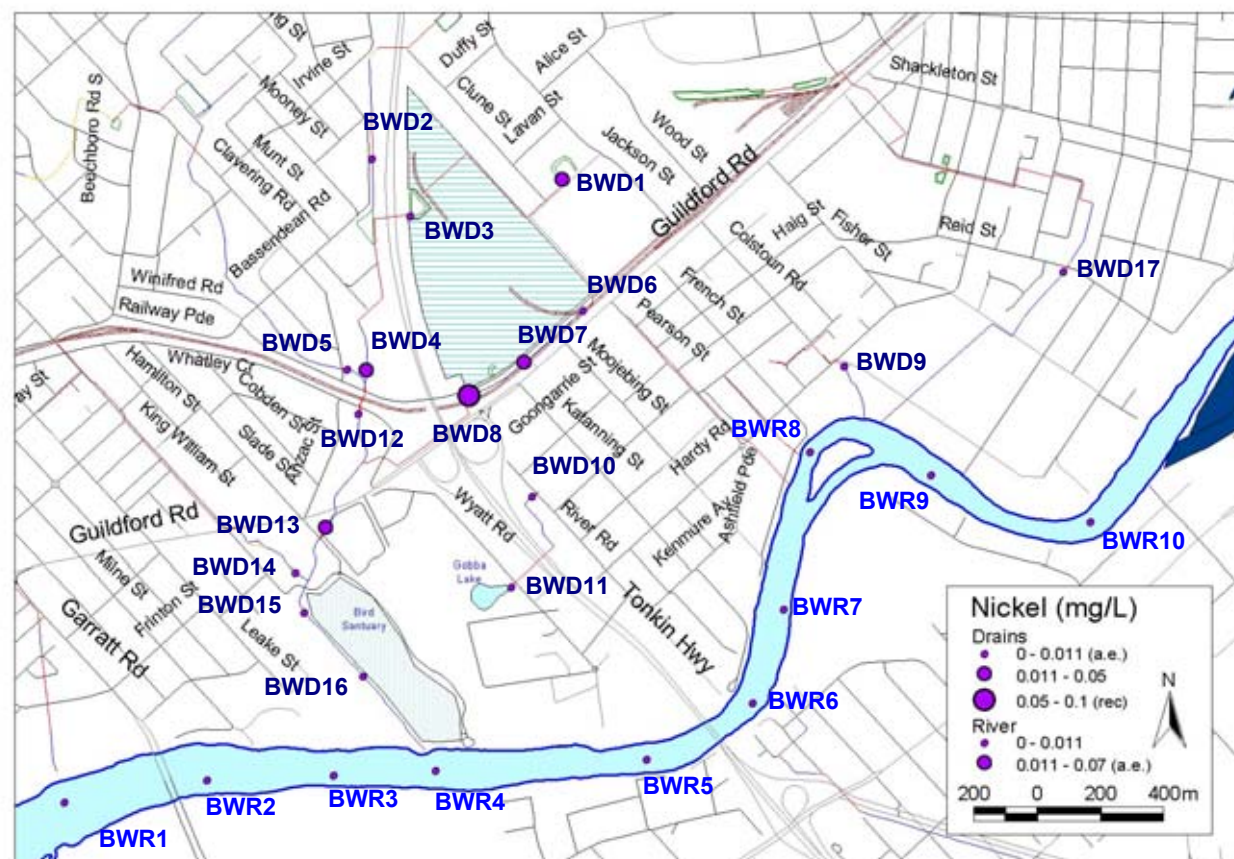 Shackleton St
Duffy St
Alice St
Irvine St
Mooney St
Clune St
Lavan St
Beechboro Rd S
BWD2
Wood St
Jackson St
Munt St
Clavering Rd
BWD1
Guildford Rd
Bassendean Rd
BWD3
Haig St
Fisher St
Reid St
Colstoun Rd
BWD17
Winifred Rd
Railway Pde
BWD6
French St
Pearson St
BWD7
BWD5
BWD4
Whatley Cr
Moojebing St
BWD9
Hamilton St
Cobden St
Goongarrie St
King William St
Slade St
Anzac St
BWD12
BWD8
Katanning St
Hardy Rd
BWR8
BWD10
Ashfield Pde
BWR9
Wyatt Rd
River Rd
Kenmure Av
Guildford Rd
BWD13
BWR10
Milne St
BWD14
Gobba
Lake
BWD11
Tonkin Hwy
Frinton St
BWD15
Bird
Santuary
BWR7
Garratt Rd
Leake St
BWD16
BWR6
BWR5
BWR4
BWR3
BWR2
BWR1
Nickel (mg/L)
Drains
0 - 0.011 (a.e.)
0.011 - 0.05
0.05 - 0.1 (rec)
River
0 - 0.011
0.011 - 0.07 (a.e.)
N
200 0 200 400m